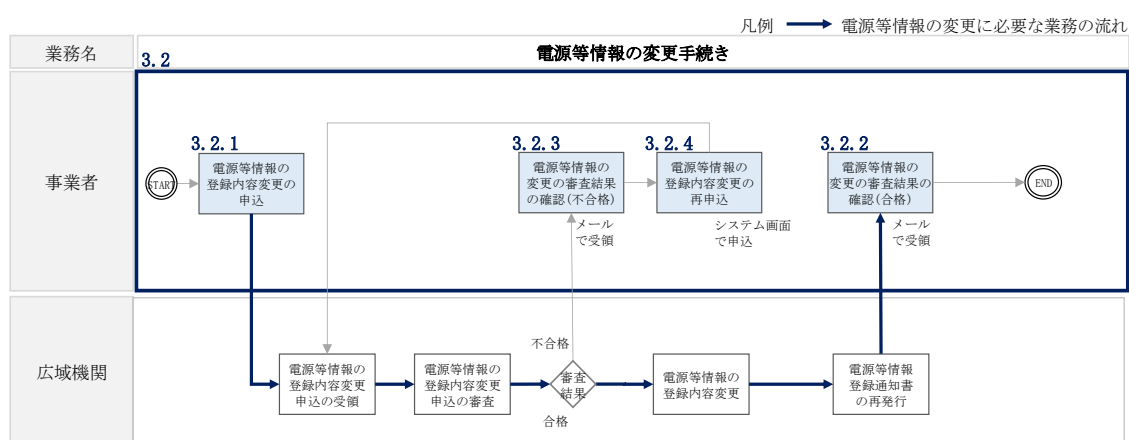 凡例 電源等情報の変更に必要な業務の流れ
業務名
3.2
電源等情報の変更手続き
事業者
START
3.2.1
電源等情報の
登録内容変更の
申込
3.2.3
電源等情報の
変更の審査結果
の確認(不合格)
メール
で受領
3.2.4
電源等情報の
登録内容変更の
再申込
システム画面
で申込
3.2.2
電源等情報の
変更の審査結果の
確認(合格)
メール
で受領
END
広域機関
電源等情報の
登録内容変更
申込の受領
電源等情報の
登録内容変更
申込の審査
不合格
審査
結果
合格
電源等情報の
登録内容変更
電源等情報
登録通知書
の再発行